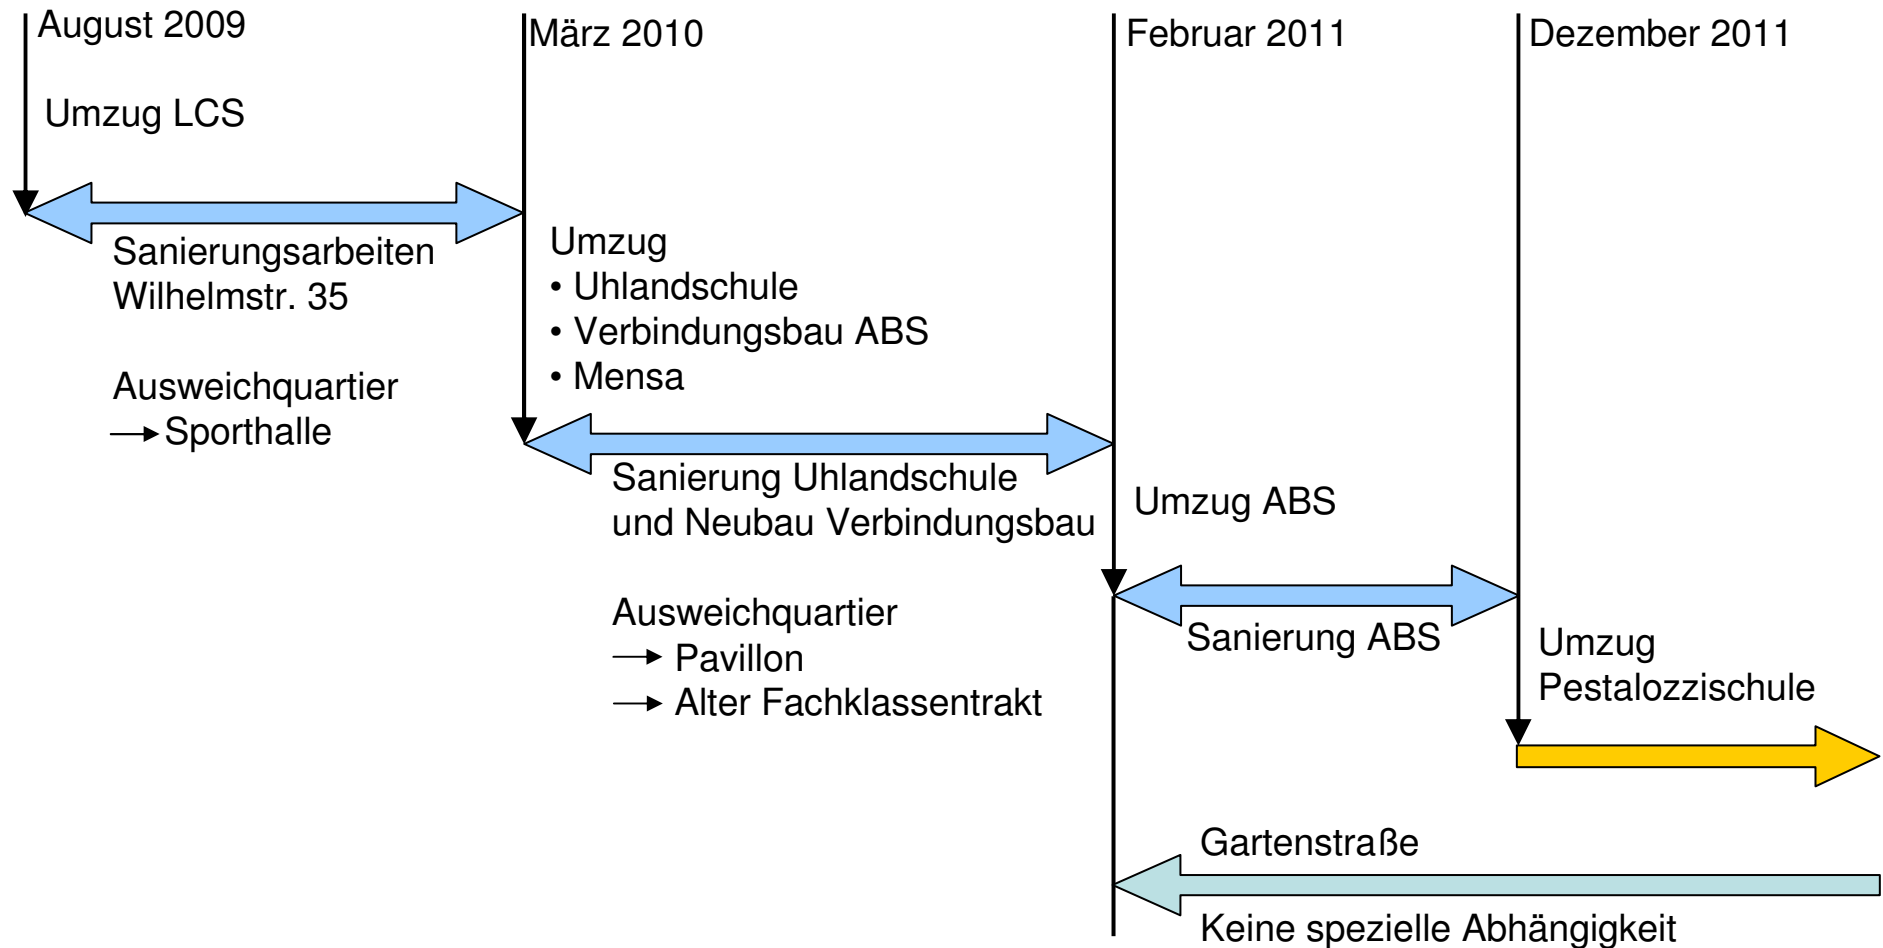 August 2009
März 2010
Februar 2011
Dezember 2011
Umzug LCS
Sanierungsarbeiten
Wilhelmstr. 35
Ausweichquartier
Sporthalle
Umzug
• Uhlandschule
• Verbindungsbau ABS
• Mensa
Sanierung Uhlandschule
und Neubau Verbindungsbau
Ausweichquartier
Pavillon
Alter Fachklassentrakt
Umzug ABS
Sanierung ABS
Umzug
Pestalozzischule
Gartenstraße
Keine spezielle Abhängigkeit